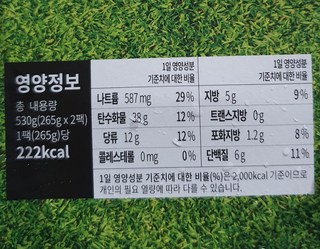 영양정보
총 내용량
530g(265g x 2팩)
1팩(265g)당
222kcal
1일 영양성분
기준치에 대한 비율
나트륨 587mg 29%
탄수화물 38g 12%
당류 12g 12%
콜레스테롤 0mg 0%
1일 영양성분
기준치에 대한 비율
지방 5g 9%
트랜스지방 0g
포화지방 1.2g 8%
단백질 6g 11%
1일 영양성분 기준치에 대한 비율(%)은 2,000kcal 기준이므로
개인의 필요 열량에 따라 다를 수 있습니다.